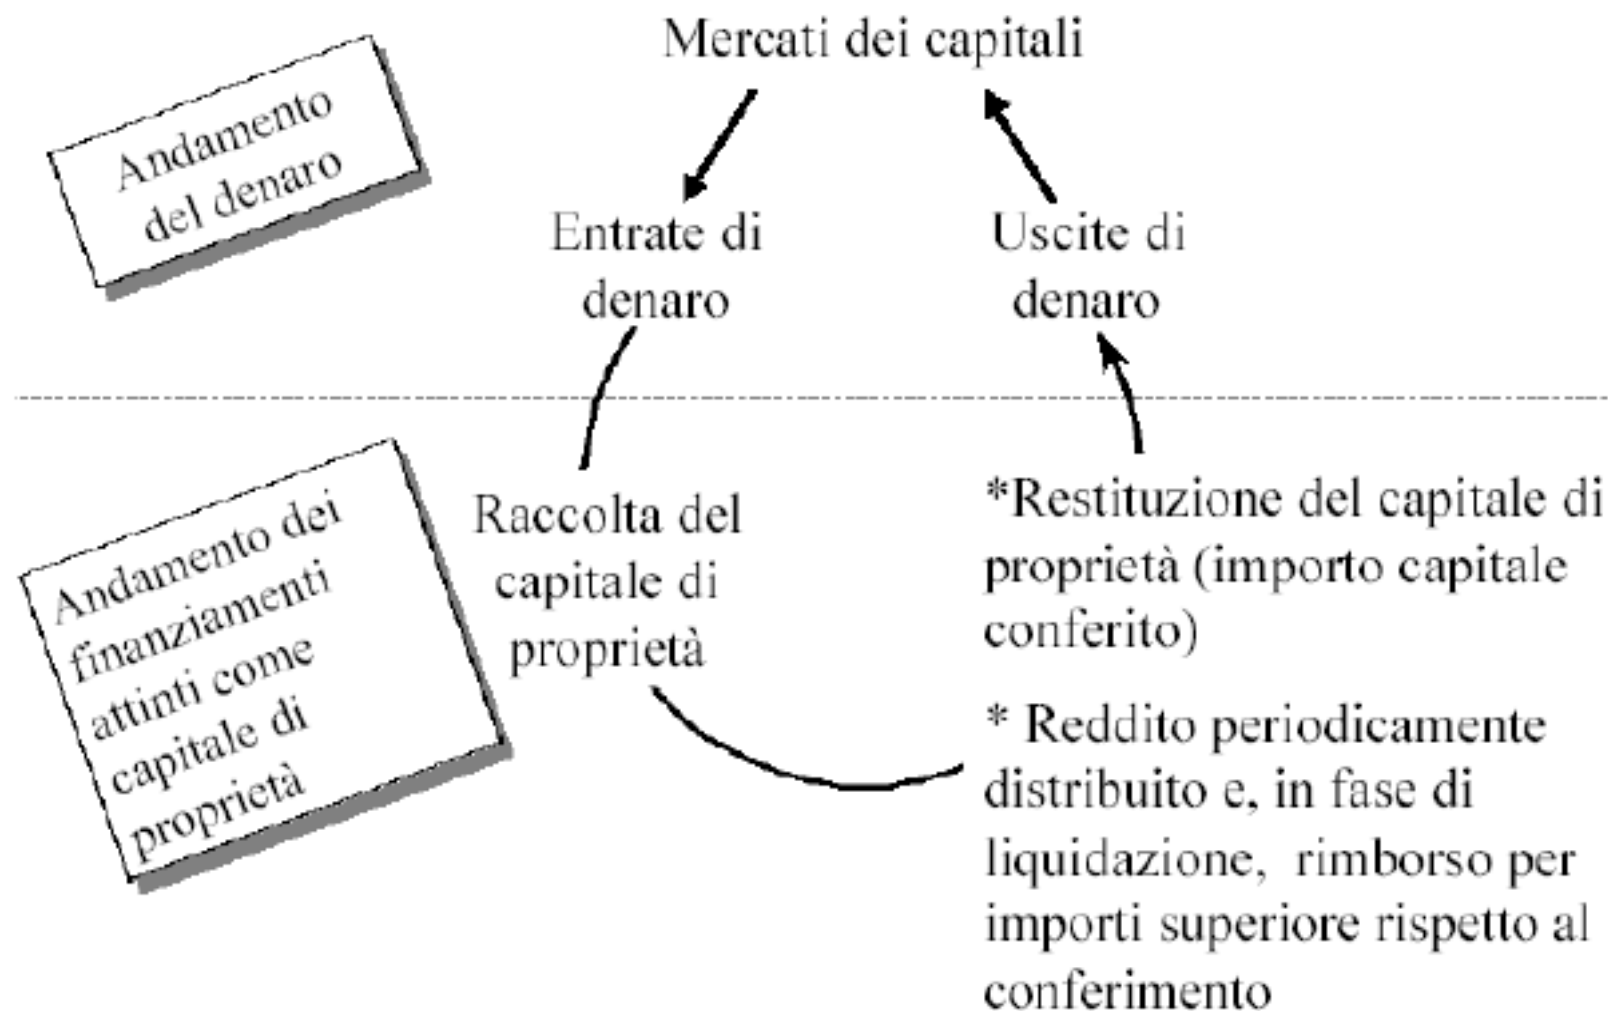 Mercati dei capitali
Andamento
del denaro
Entrate di
denaro
Uscite di
denaro
Andamento dei
finanziamenti
attinti come
capitale di
proprietà
Raccolta del
capitale di
proprietà
*Restituzione del capitale di
proprietà (importo capitale
conferito)
* Reddito periodicamente
distribuito e, in fase di
liquidazione, rimborso per
importi superiore rispetto al
conferimento